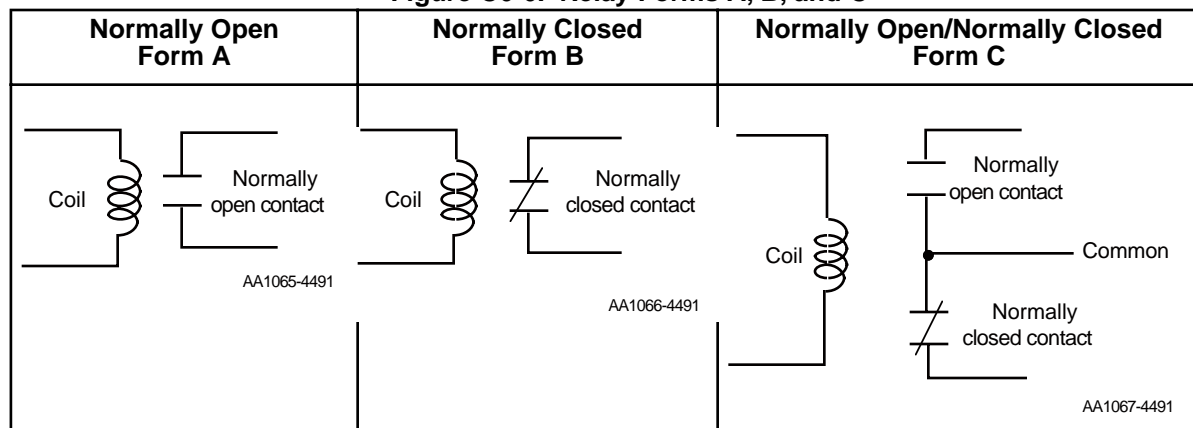 Normally Open
Form A
Normally Closed
Form B
Normally Open/Normally Closed
Form C
Coil
Normally
open contact
AA1065-4491
Coil
Normally
closed contact
AA1066-4491
Coil
Normally
open contact
Common
Normally
closed contact
AA1067-4491